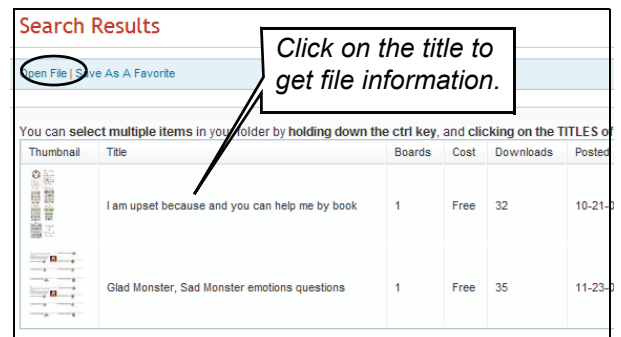 Search Results
Click on the title to
get file information.
Open File | Save As A Favorite
You can select multiple items in your folder by holding down the ctrl key, and clicking on the TITLES of
Thumbnail Title Boards Cost Downloads Posted
I am upset because and you can help me by book 1 Free 32 10-21-0
Glad Monster, Sad Monster emotions questions 1 Free 35 11-23-0